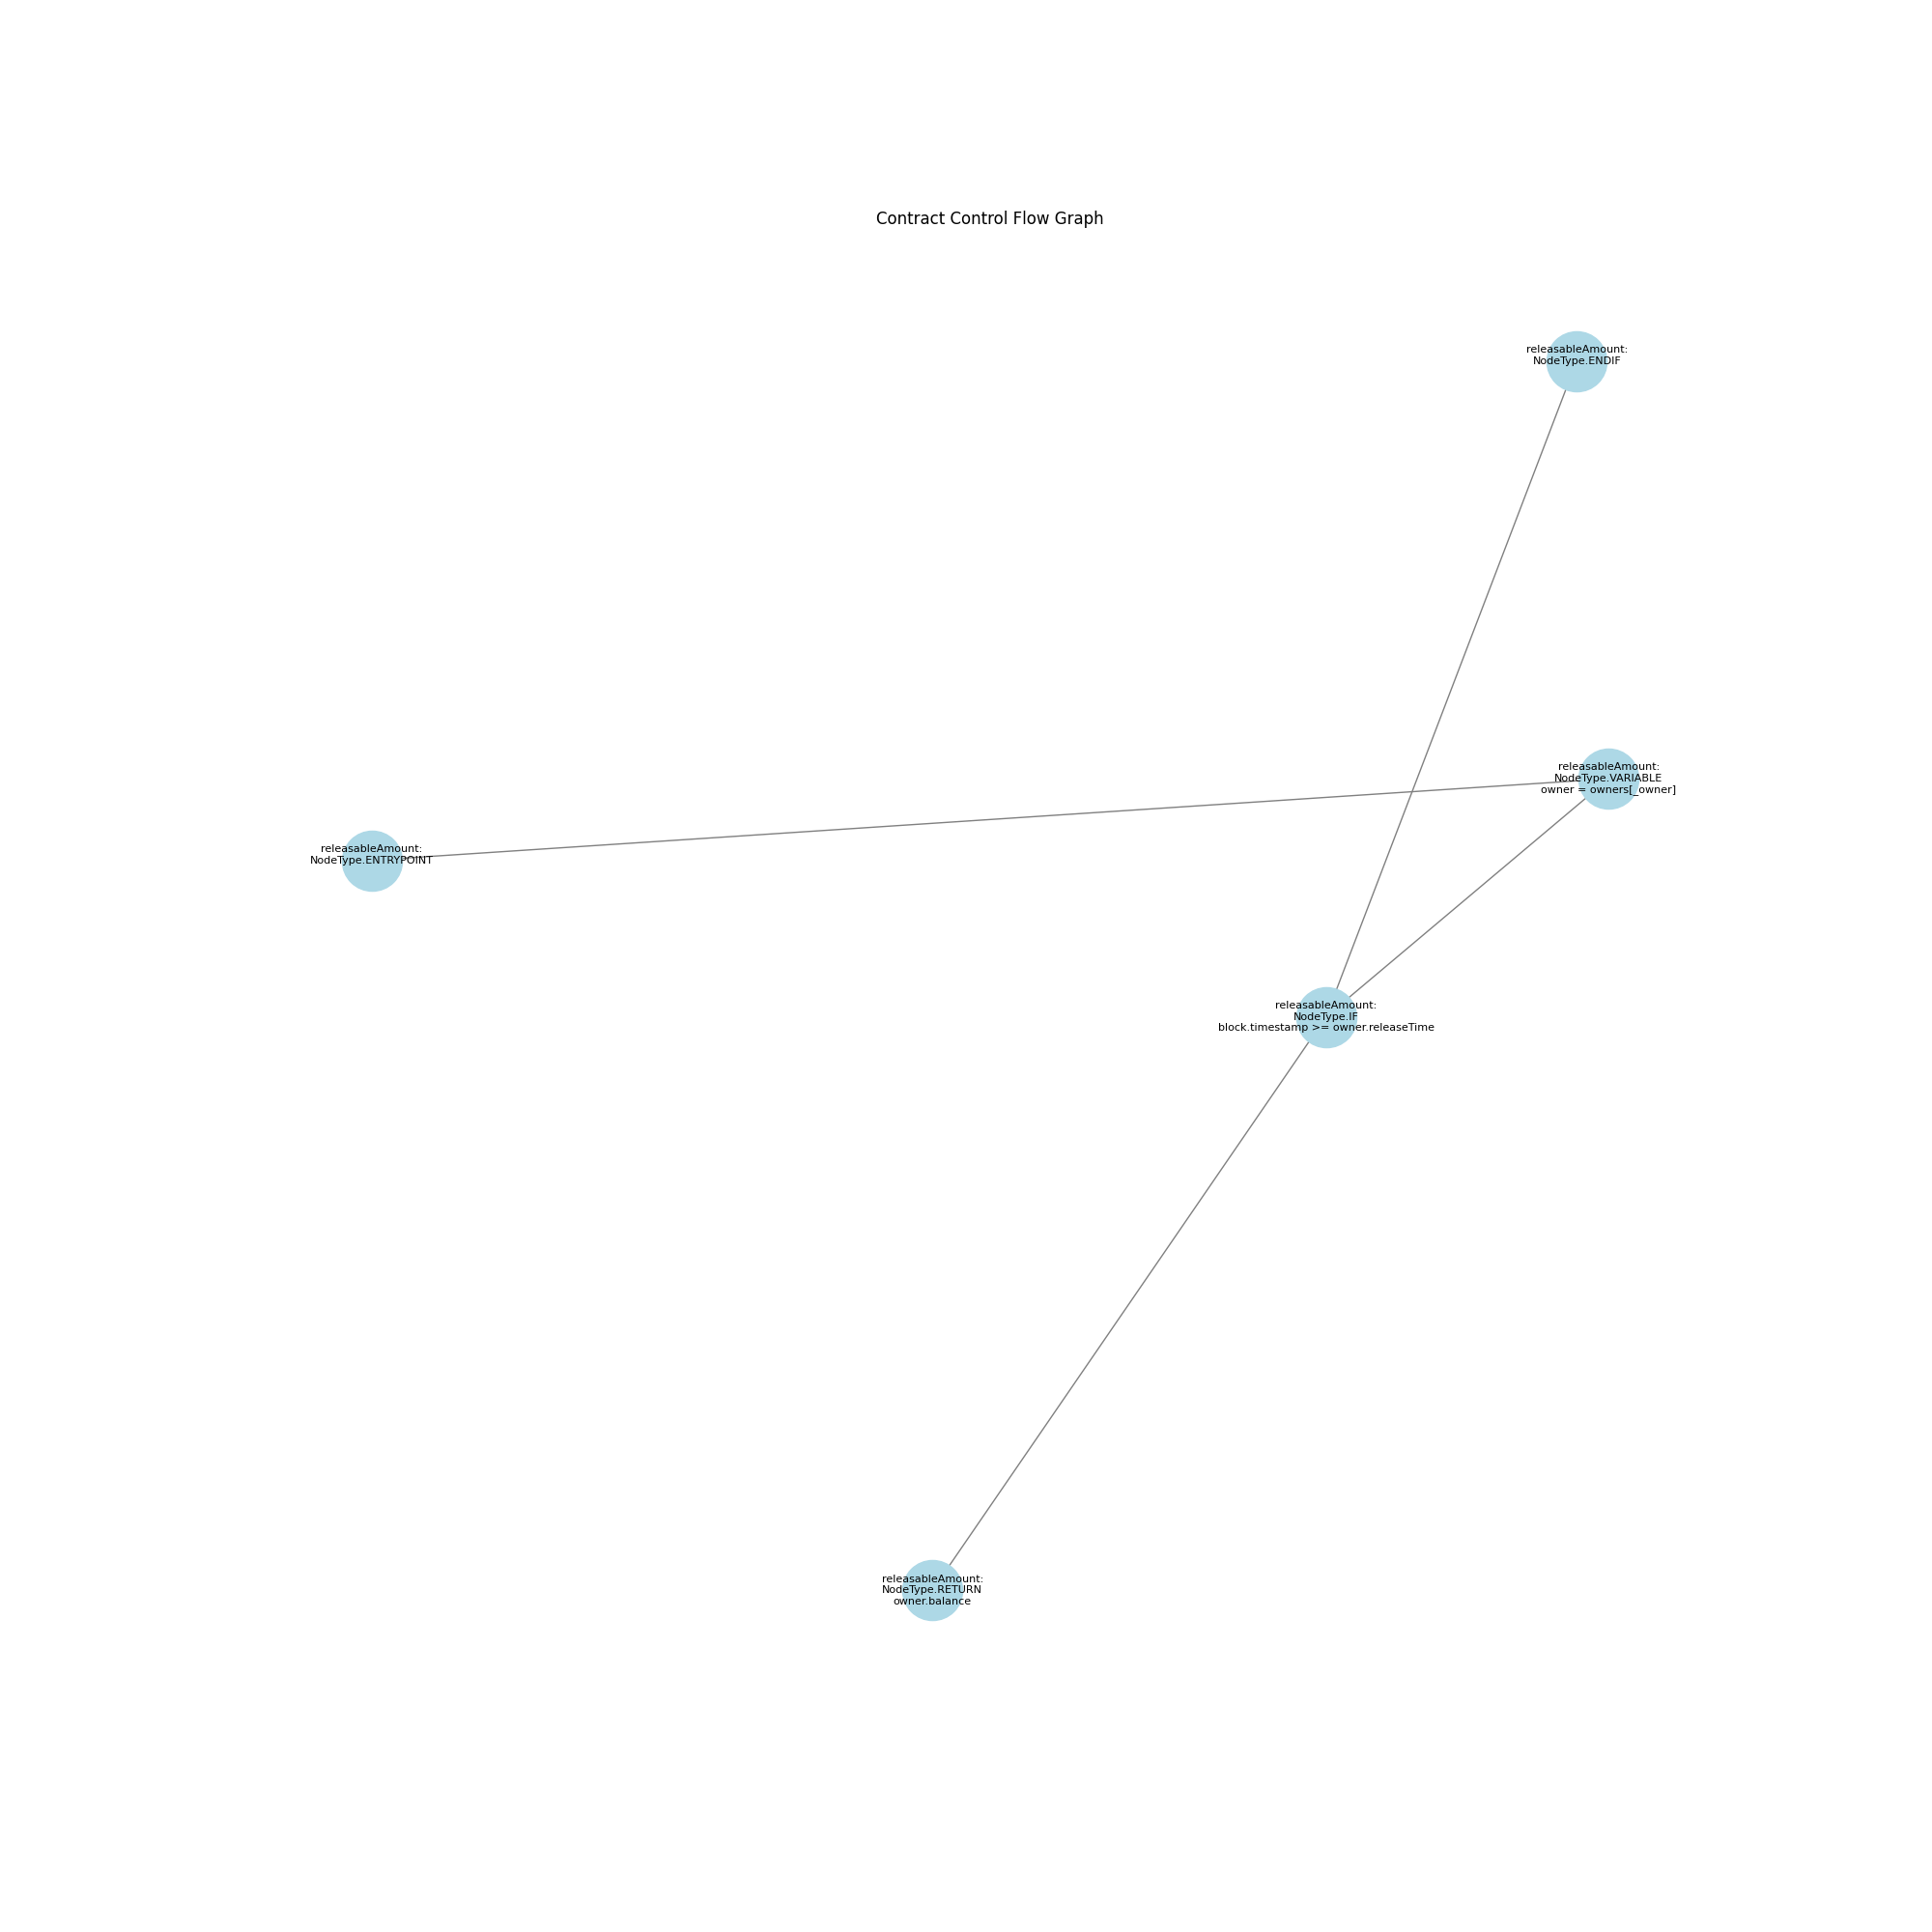 Contract Control Flow Graph
releasableAmount:
NodeType.ENDIF
releasableAmount:
NodeType.VARIABLE
owner = owners[_owner]
releasableAmount:
NodeType.ENTRYPOINT
releasableAmount:
NodeType.IF
block.timestamp >= owner.releaseTime
releasableAmount:
NodeType.RETURN
owner.balance